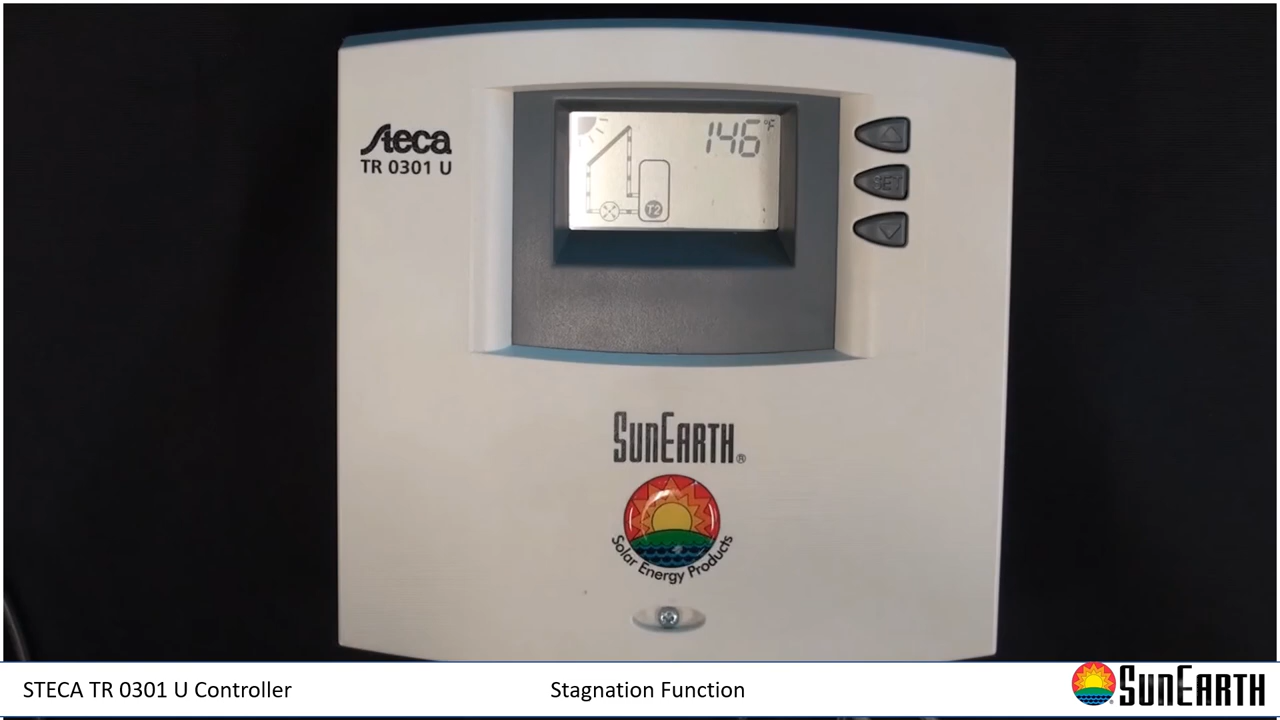 Steca
TR 0301 U
146°F
T2
SET
SUNEARTH®
Solar Energy Products
STECA TR 0301 U Controller
Stagnation Function
SUNEARTH